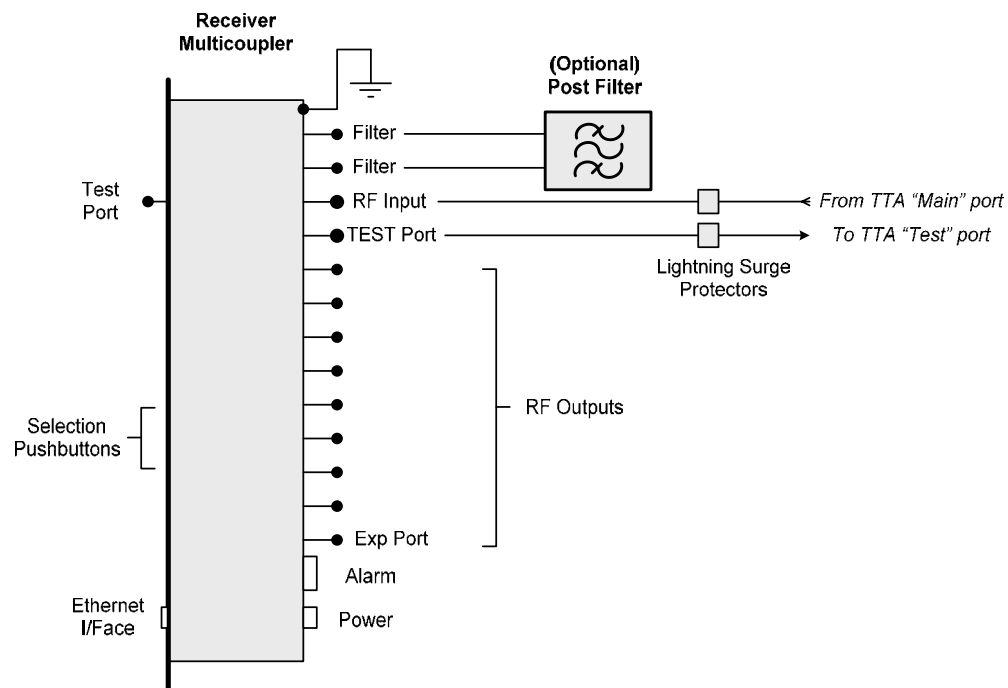 Receiver
Multicoupler
(Optional)
Post Filter
Filter
Filter
Test
Port
RF Input
From TTA “Main” port
TEST Port
To TTA “Test” port
Lightning Surge
Protectors
RF Outputs
Selection
Pushbuttons
Exp Port
Alarm
Ethernet
I/Face
Power